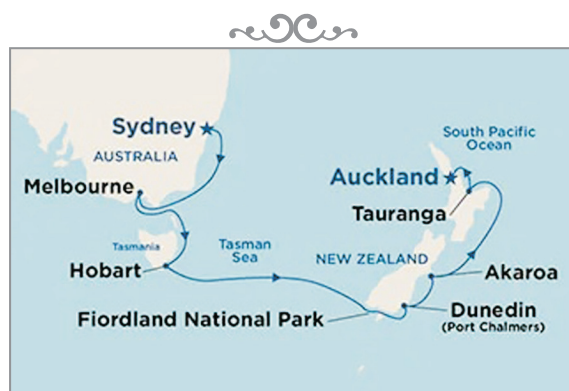 Sydney
AUSTRALIA
Melbourne
Tasmania
Hobart
Tasman
Sea
Fiordland National Park
South Pacific
Ocean
Auckland
Tauranga
NEW ZEALAND
Akaroa
Dunedin
(Port Chalmers)